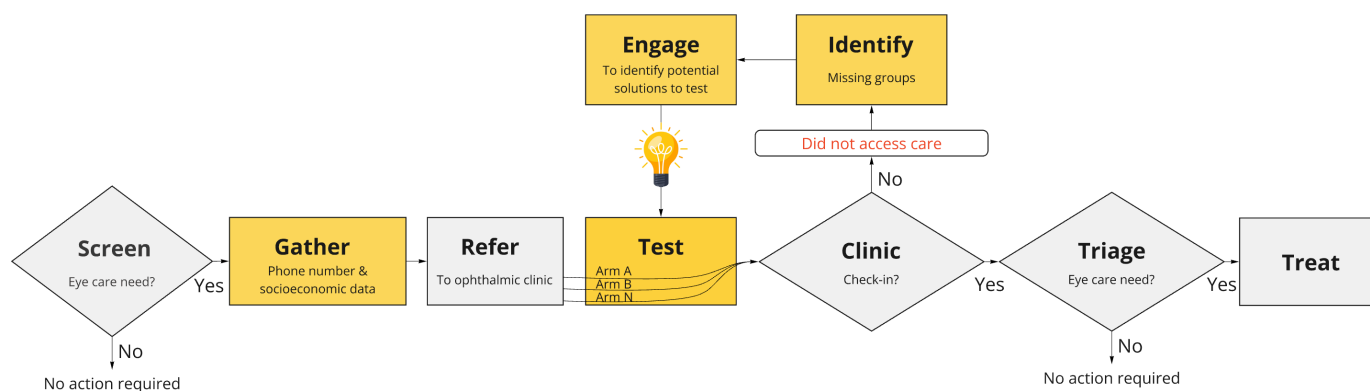 Engage
To identify potential
solutions to test
Identify
Missing groups
Did not access care
No
Screen
Eye care need?
Yes
No
No action required
Gather
Phone number &
socioeconomic data
Refer
To ophthalmic clinic
Test
Arm A
Arm B
Arm N
Clinic
Check-in?
Yes
Triage
Eye care need?
Yes
No
No action required
Treat